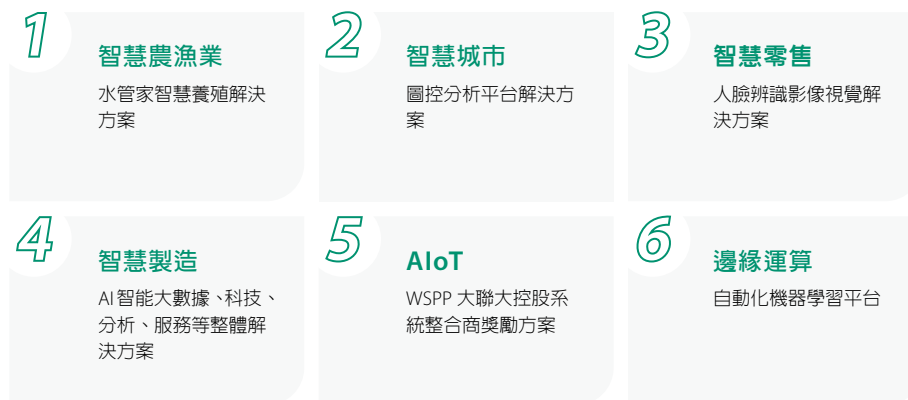 1
智慧農漁業
水管家智慧養殖解決
方案
2
智慧城市
圖控分析平台解決方
案
3
智慧零售
人臉辨識影像視覺解
決方案
4
智慧製造
AI 智能大數據、科技、
分析、服務等整體解
決方案
5
AIoT
WSPP 大聯大控股系
統整合商獎勵方案
6
邊緣運算
自動化機器學習平台